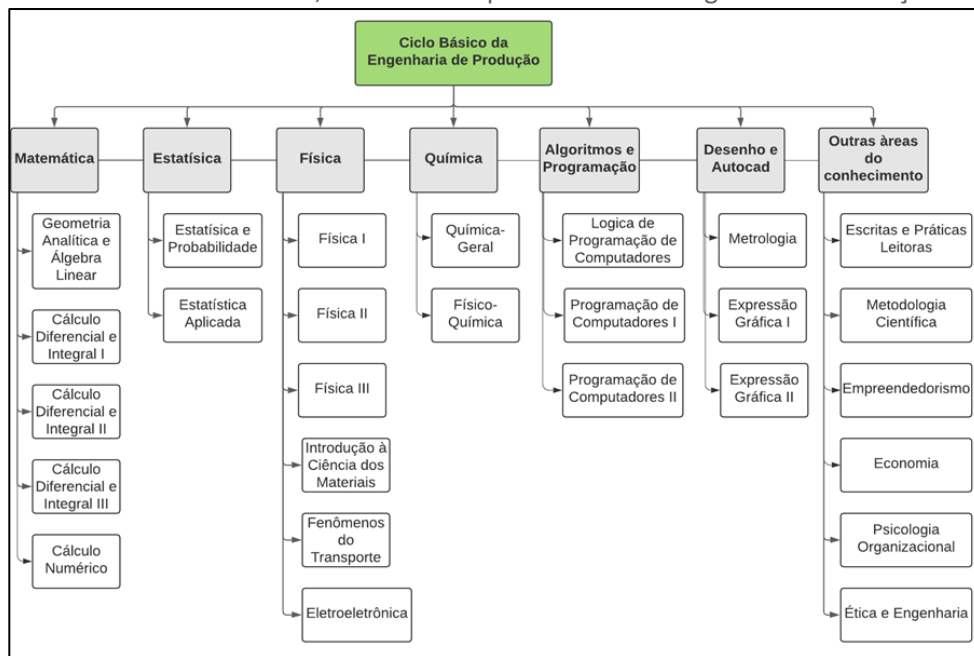 Ciclo Básico da
Engenharia de Produção
Matemática
Estatísica
Física
Química
Algoritmos e
Programação
Desenho e
Autocad
Outras àreas
do
conhecimento
Geometria
Analítica e
Álgebra
Linear
Cálculo
Diferencial e
Integral I
Cálculo
Diferencial e
Integral II
Cálculo
Diferencial e
Integral III
Cálculo
Numérico
Estatísica e
Probabilidade
Estatística
Aplicada
Física I
Física II
Física III
Introdução à
Ciência dos
Materiais
Fenômenos
do
Transporte
Eletroeletrônica
Química-
Geral
Físico-
Química
Logica de
Programação de
Computadores
Programação de
Computadores I
Programação de
Computadores II
Metrologia
Expressão
Gráfica I
Expressão
Gráfica II
Escritas e Práticas
Leitoras
Metodologia
Científica
Empreendedorismo
Economia
Psicologia
Organizacional
Ética e Engenharia